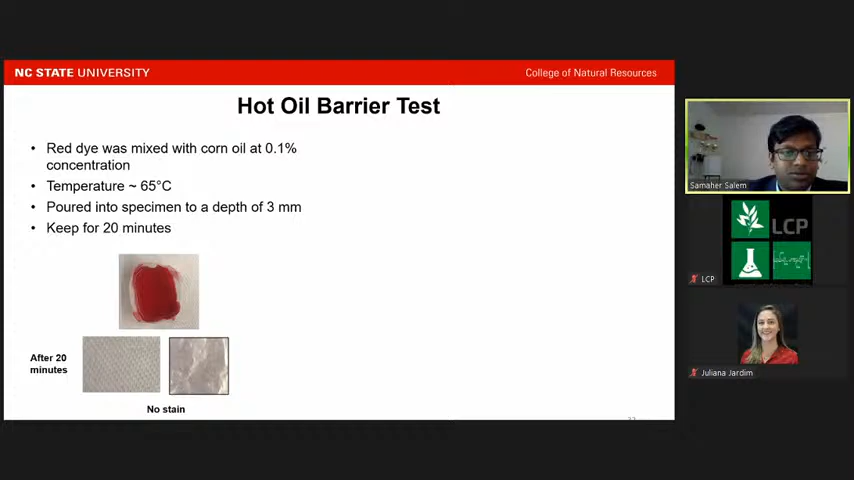 NC STATE UNIVERSITY
College of Natural Resources
Hot Oil Barrier Test
• Red dye was mixed with corn oil at 0.1%
concentration
• Temperature ~ 65°C
• Poured into specimen to a depth of 3 mm
• Keep for 20 minutes
After 20
minutes
No stain
Samaher Salem
LCP
LCP
Juliana Jardim